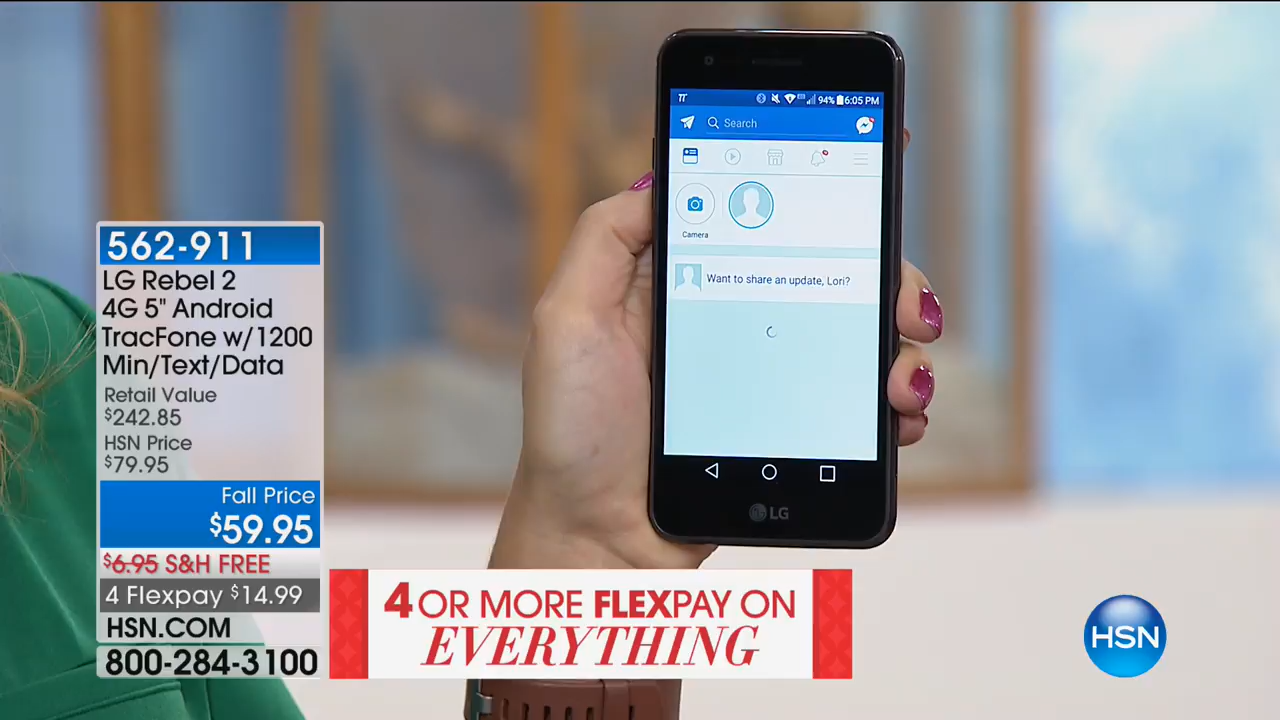 94% 6:05 PM
Search
Camera
Want to share an update, Lori?
LG
562-911
LG Rebel 2
4G 5" Android
TracFone w/1200
Min/Text/Data
Retail Value
$242.85
HSN Price
$79.95
Fall Price
$59.95
$6.95 S&H FREE
4 Flexpay $14.99
HSN.COM
800-284-3100
4 OR MORE FLEXPAY ON
EVERYTHING
HSN